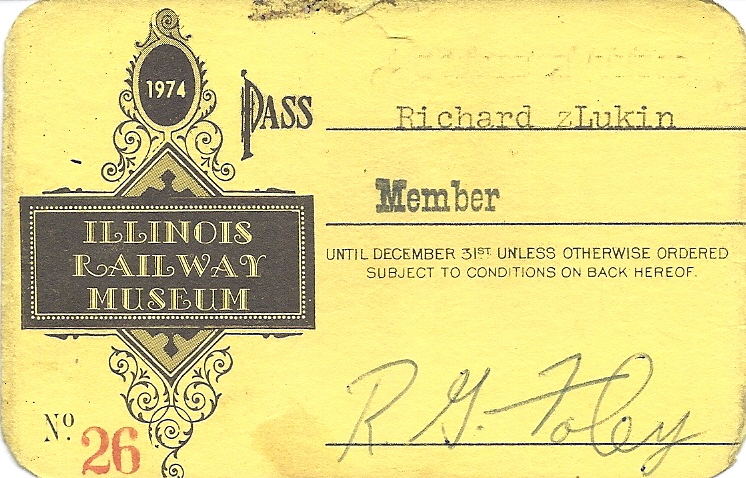 1974
PASS
Richard zLukin
Member
ILLINOIS
RAILWAY
MUSEUM
UNTIL DECEMBER 31ST UNLESS OTHERWISE ORDERED
SUBJECT TO CONDITIONS ON BACK HEREOF.
R. G. Foley
No. 26